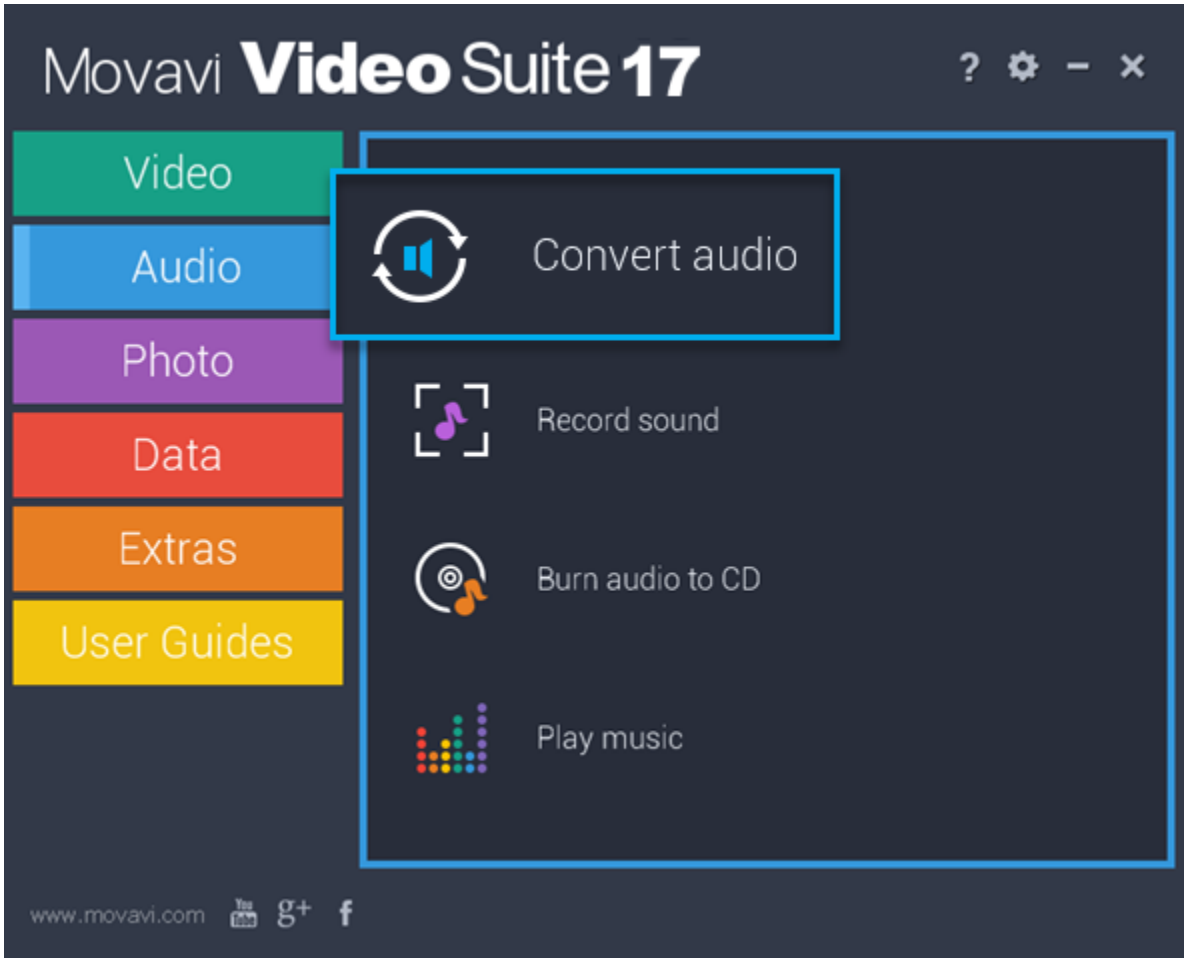 Movavi Video Suite 17
? 
Video
Audio
Photo
Data
Extras
User Guides
Convert audio
Record sound
Burn audio to CD
Play music
www.movavi.com You Tube g+ f